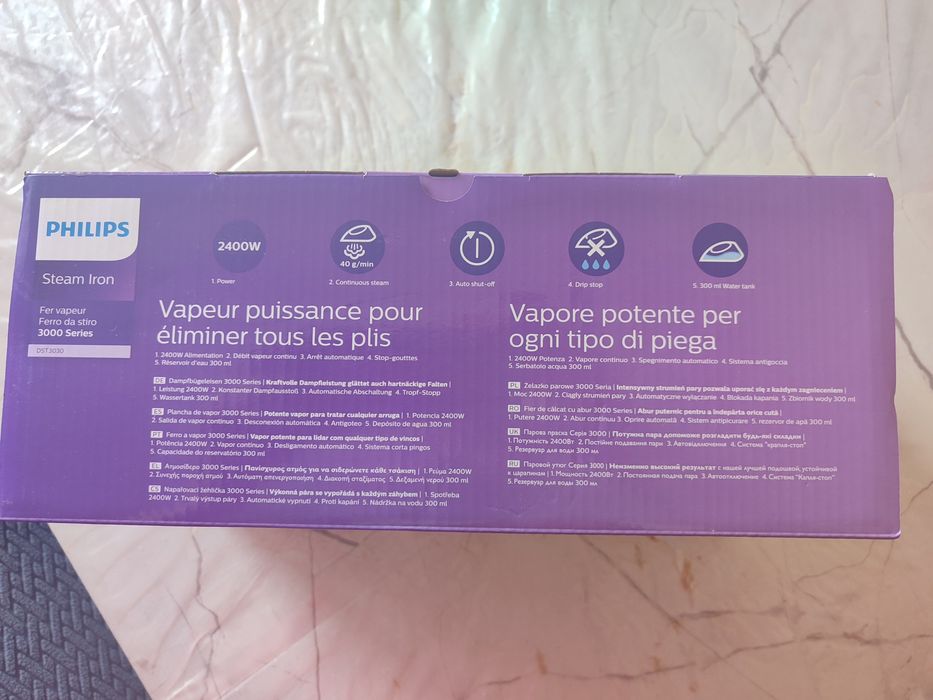 PHILIPS
Steam Iron
Fer vapeur
Ferro da stiro
3000 Series
DST3030
2400W
1. Power
40 g/min
2. Continuous steam
3. Auto shut-off
4. Drip stop
5. 300 ml Water tank
Vapeur puissance pour
éliminer tous les plis
1. 2400W Alimentation 2. Débit vapeur continu 3. Arrêt automatique 4. Stop-gouttes
5. Réservoir d'eau 300 ml
DE Dampfbügeleisen 3000 Series | Kraftvolle Dampfleistung glättet auch hartnäckige Falten |
1. Leistung 2400W 2. Konstanter Dampfausstoß 3. Automatische Abschaltung 4. Tropf-Stopp
5. Wassertank 300 ml
ES Plancha de vapor 3000 Series | Potente vapor para tratar cualquier arruga | 1. Potencia 2400W
2. Salida de vapor continuo 3. Desconexión automática 4. Antigoteo 5. Depósito de agua 300 ml
PT Ferro a vapor 3000 Series | Vapor potente para lidar com qualquer tipo de vincos |
1. Potência 2400W 2. Vapor contínuo 3. Desligamento automático 4. Sistema corta pingos
5. Capacidade do reservatório 300 ml
EL Ατμοσίδερο 3000 Series | Πανίσχυρος ατμός για να σιδερώνετε κάθε τσάκιση | 1. Ρεύμα 2400W
2. Συνεχής παροχή ατμού 3. Αυτόματη απενεργοποίηση 4. Διακοπή σταξίματος 5. Δεξαμενή νερού 300 ml
CS Napařovací žehlička 3000 Series | Výkonná pára se vypořádá s každým záhybem | 1. Spotřeba
2400W 2. Trvalý výstup páry 3. Automatické vypnutí 4. Proti kapání 5. Nádržka na vodu 300 ml
Vapore potente per
ogni tipo di piega
1. 2400W Potenza 2. Vapore continuo 3. Spegnimento automatico 4. Sistema antigoccia
5. Serbatoio acqua 300 ml
PL Żelazko parowe 3000 Seria | Intensywny strumień pary pozwala uporać się z każdym zagnieceniem |
1. Moc 2400W 2. Ciągły strumień pary 3. Automatyczne wyłączanie 4. Blokada kapania 5. Zbiornik wody 300 ml
RO Fier de călcat cu abur 3000 Series | Abur puternic pentru a îndepărta orice cută |
1. Putere 2400W 2. Abur continuu 3. Oprire automată 4. Sistem antipicurare 5. rezervor de apă 300 ml
UK Парова праска Серія 3000 | Потужна пара допоможе розгладити будь-які складки |
1. Потужність 2400Вт 2. Постійне подавання пари 3. Автовідключення 4. Система "крапля-стоп"
5. Резервуар для води 300 мл
RU Паровой утюг Серия 3000 | Неизменно высокий результат с нашей лучшей подошвой, устойчивой
к царапинам | 1. Мощность 2400Вт 2. Постоянная подача пара 3. Автоотключение 4. Система "Капля-стоп"
5. Резервуар для воды 300 мл